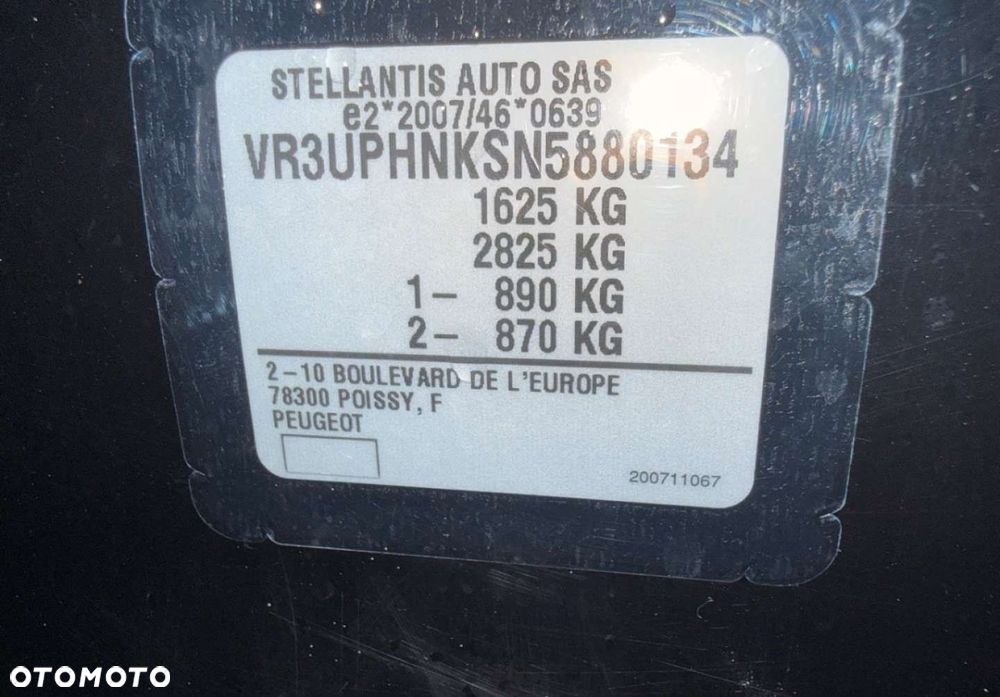 STELLANTIS AUTO SAS
e2*2007/46*0639
VR3UPHNKSN5880134
1625 KG
2825 KG
1- 890 KG
2- 870 KG
2-10 BOULEVARD DE L'EUROPE
78300 POISSY, F
PEUGEOT
200711067
OTOMOTO